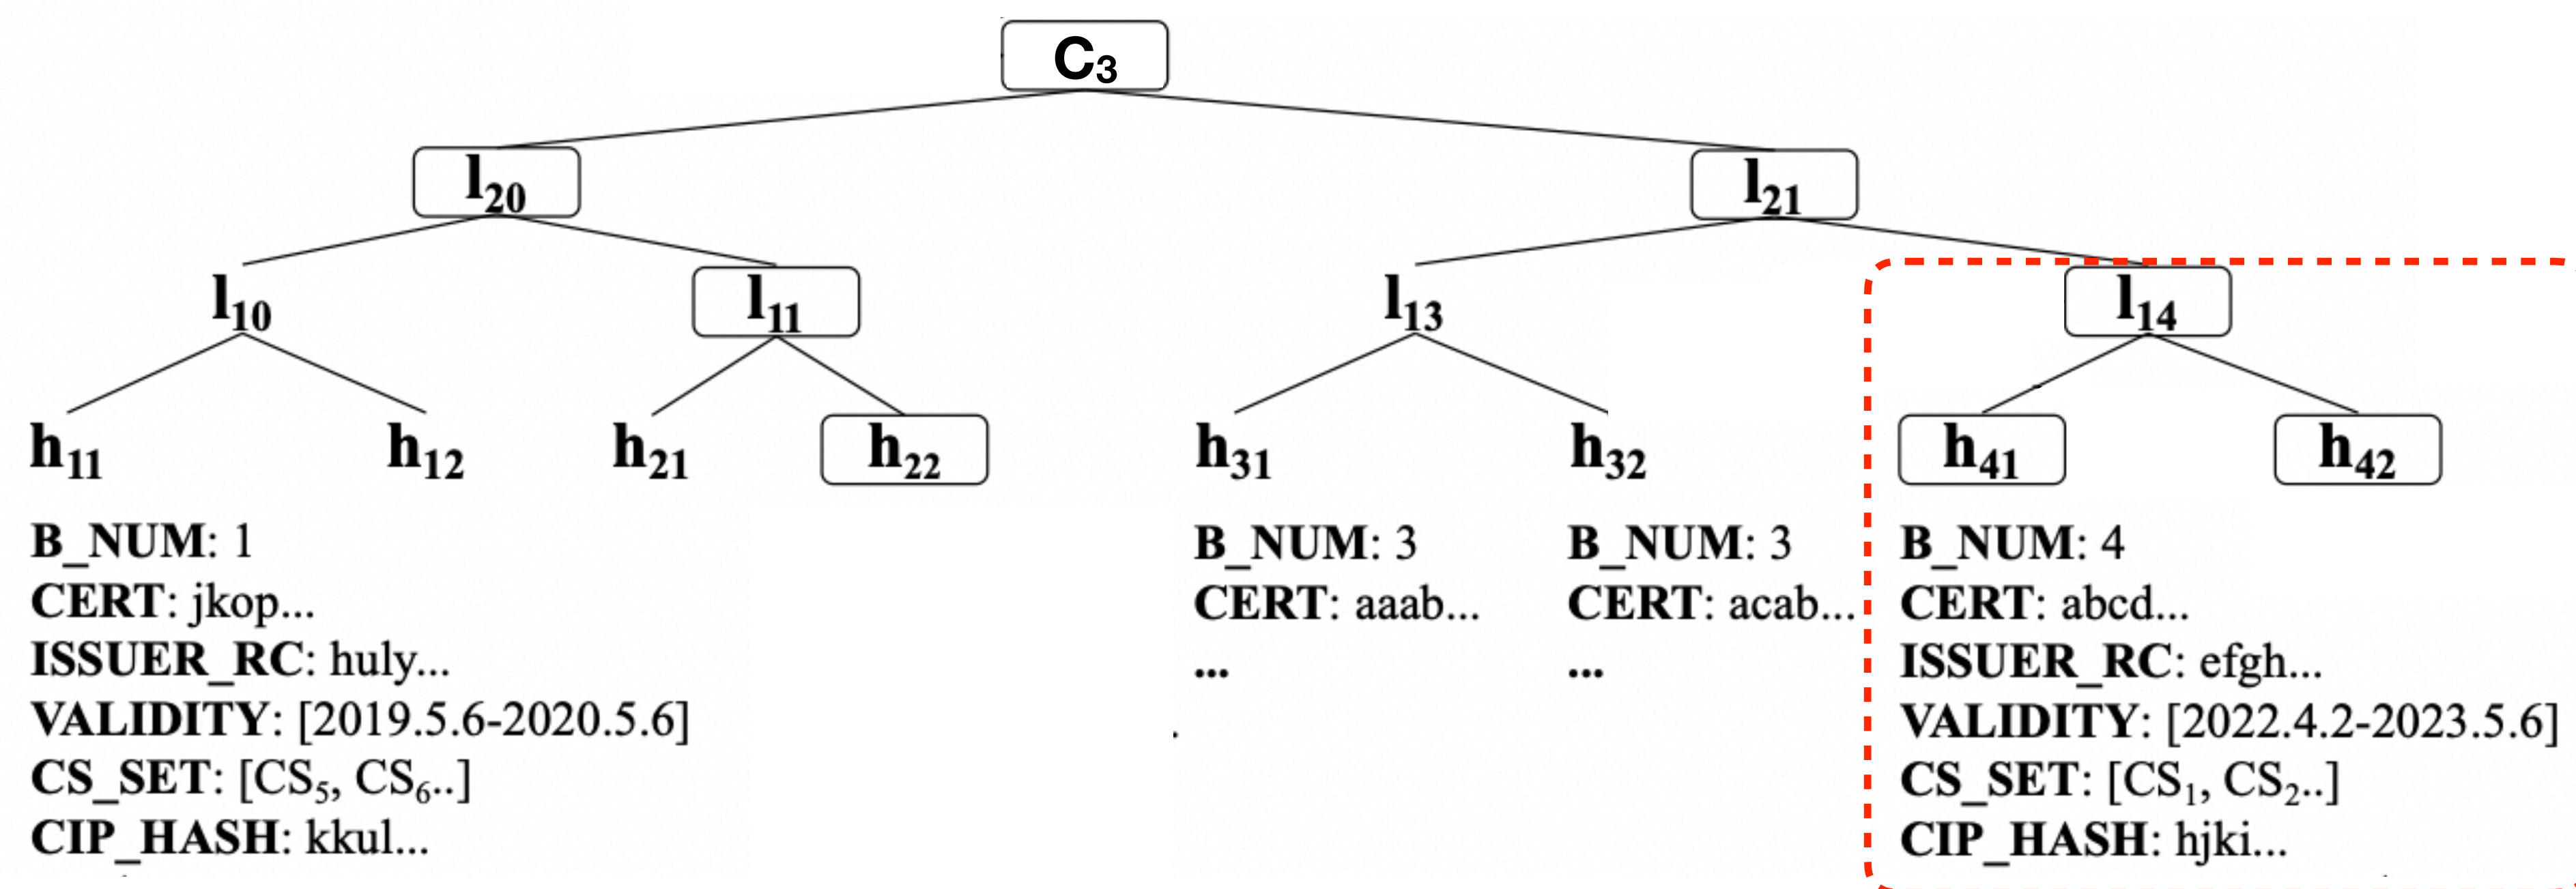 C₃
l₂₀ l₂₁
l₁₀ l₁₁ l₁₃ l₁₄
h₁₁ h₁₂ h₂₁ h₂₂ h₃₁ h₃₂ h₄₁ h₄₂
B_NUM: 1
CERT: jkop...
ISSUER_RC: huly...
VALIDITY: [2019.5.6-2020.5.6]
CS_SET: [CS₅, CS₆..]
CIP_HASH: kkul...
B_NUM: 3
CERT: aaab...
...
B_NUM: 3
CERT: acab...
...
B_NUM: 4
CERT: abcd...
ISSUER_RC: efgh...
VALIDITY: [2022.4.2-2023.5.6]
CS_SET: [CS₁, CS₂..]
CIP_HASH: hjki...